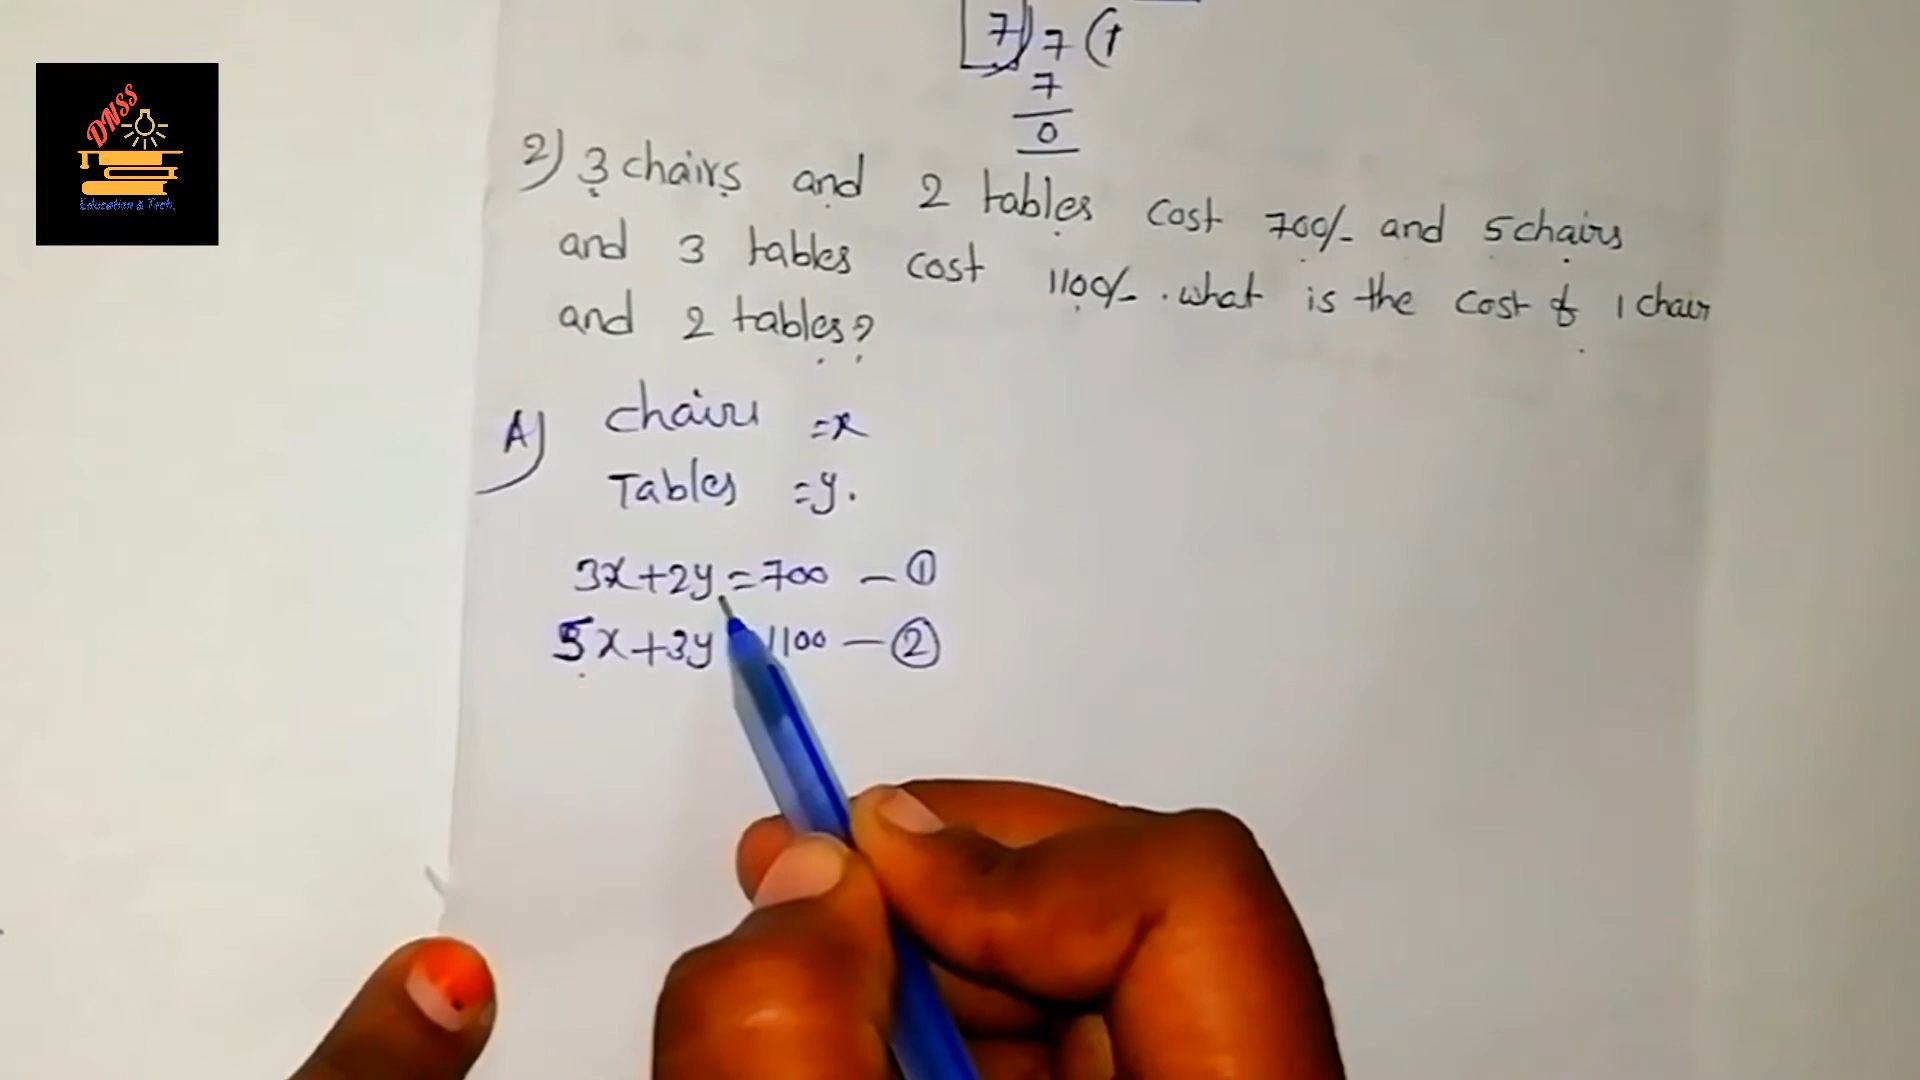 DNSS
Education & Tech.
7) 7 (1
7
0
2) 3 chairs and 2 tables cost 700/- and 5 chairs
and 3 tables cost 1100/- . what is the cost of 1 chair
and 2 tables?
A) Chairs = x
Tables = y.
3x+2y=700 - ①
5x+3y 1100 - ②